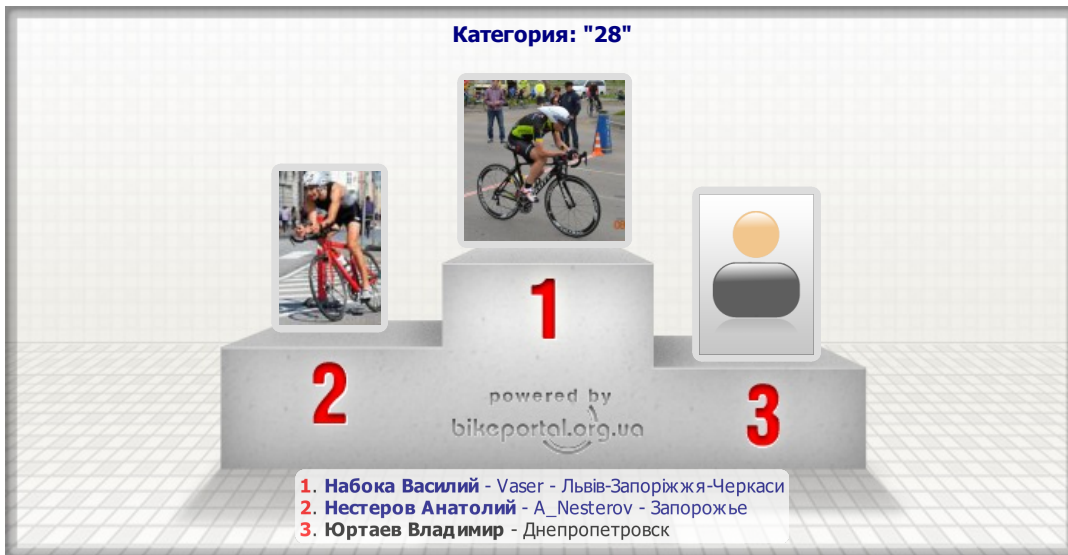 Категория: "28"
1
2
3
powered by
bikeportal.org.ua
1. Набока Василий - Vaser - Львів-Запоріжжя-Черкаси
2. Нестеров Анатолий - A_Nesterov - Запорожье
3. Юртаев Владимир - Днепропетровск